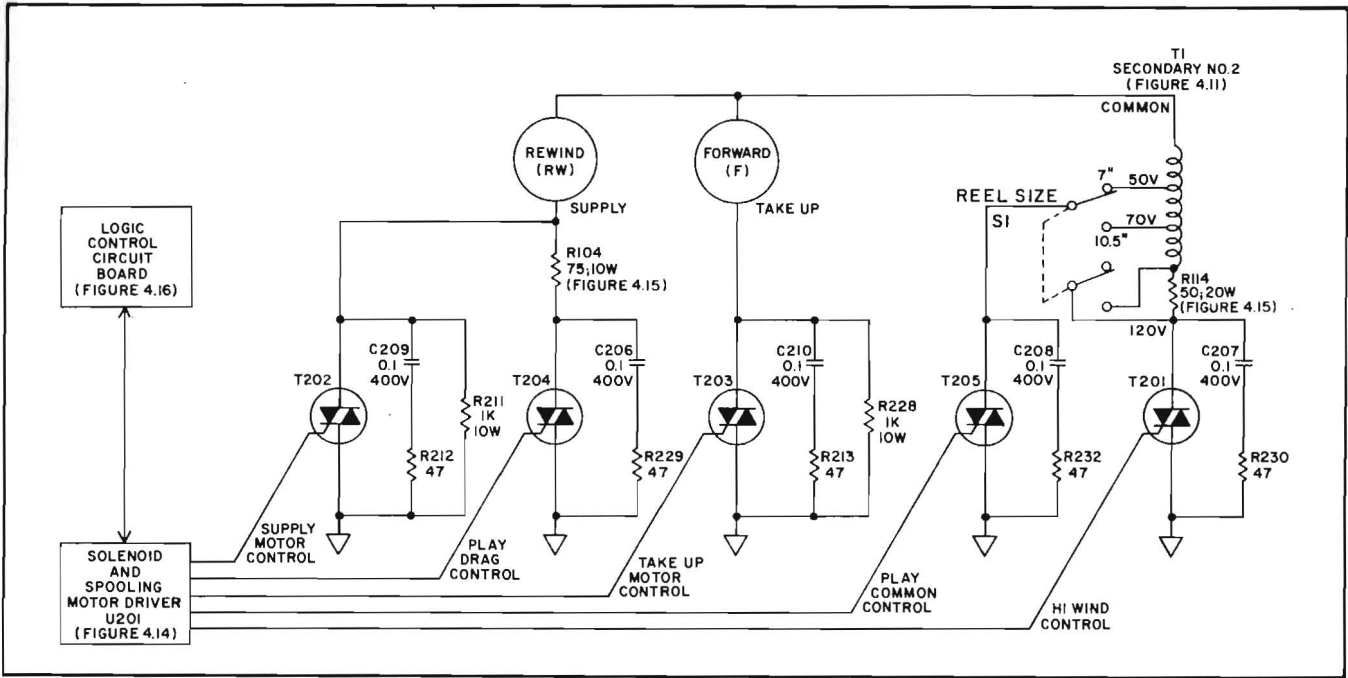 T1
SECONDARY NO.2
(FIGURE 4.11)
COMMON
REWIND
(RW)
FORWARD
(F)
SUPPLY
TAKE UP
7"
50V
REEL SIZE
S1
70V
10.5"
LOGIC
CONTROL
CIRCUIT
BOARD
(FIGURE 4.16)
R104
75;10W
(FIGURE 4.15)
R114
50;20W
(FIGURE 4.15)
120V
T202
C209
0.1
400V
R211
1K
10W
R212
47
T204
C206
0.1
400V
R229
47
T203
C210
0.1
400V
R228
1K
10W
R213
47
T205
C208
0.1
400V
R232
47
T201
C207
0.1
400V
R230
47
SOLENOID
AND
SPOOLING
MOTOR DRIVER
U201
(FIGURE 4.14)
SUPPLY
MOTOR
CONTROL
PLAY
DRAG
CONTROL
TAKE UP
MOTOR
CONTROL
PLAY
COMMON
CONTROL
HI WIND
CONTROL